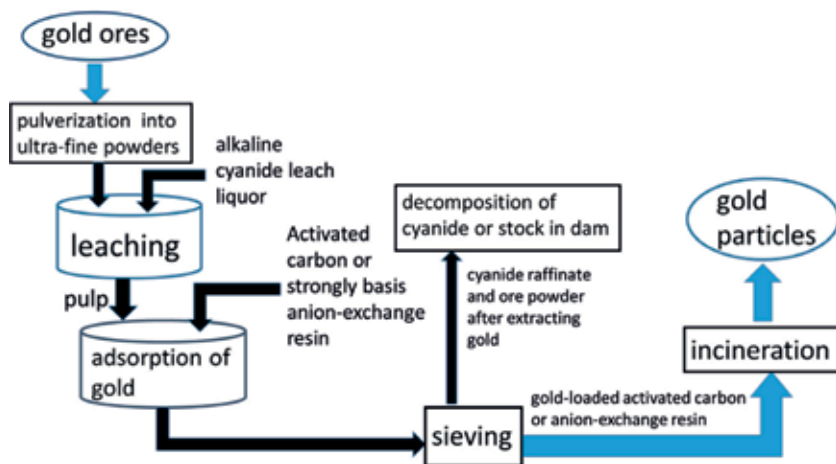 gold ores
pulverization into
ultra-fine powders
alkaline
cyanide leach
liquor
leaching
pulp
Activated
carbon or
strongly basis
anion-exchange
resin
adsorption of
gold
sieving
decomposition of
cyanide or stock in dam
cyanide raffinate
and ore powder
after extracting
gold
gold-loaded activated carbon
or anion-exchange resin
incineration
gold
particles